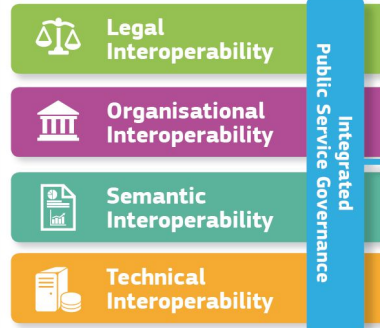 Legal
Interoperability
Organisational
Interoperability
Semantic
Interoperability
Technical
Interoperability
Integrated
Public Service Governance